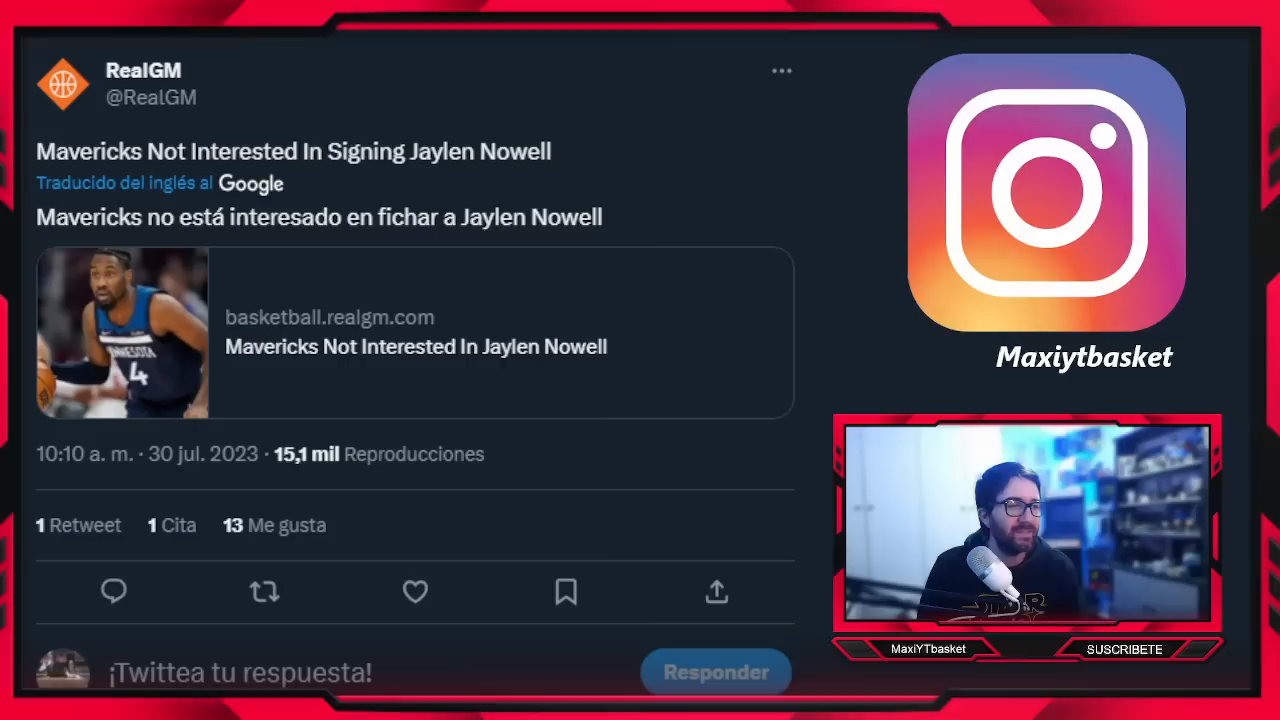 RealGM
@RealGM
Mavericks Not Interested In Signing Jaylen Nowell
Traducido del inglés al Google
Mavericks no está interesado en fichar a Jaylen Nowell
basketball.realgm.com
Mavericks Not Interested In Jaylen Nowell
10:10 a. m. · 30 jul. 2023 · 15,1 mil Reproducciones
1 Retweet 1 Cita 13 Me gusta
¡Twittea tu respuesta!
Responder
Maxiytbasket
MaxiYTbasket
SUSCRIBETE
4